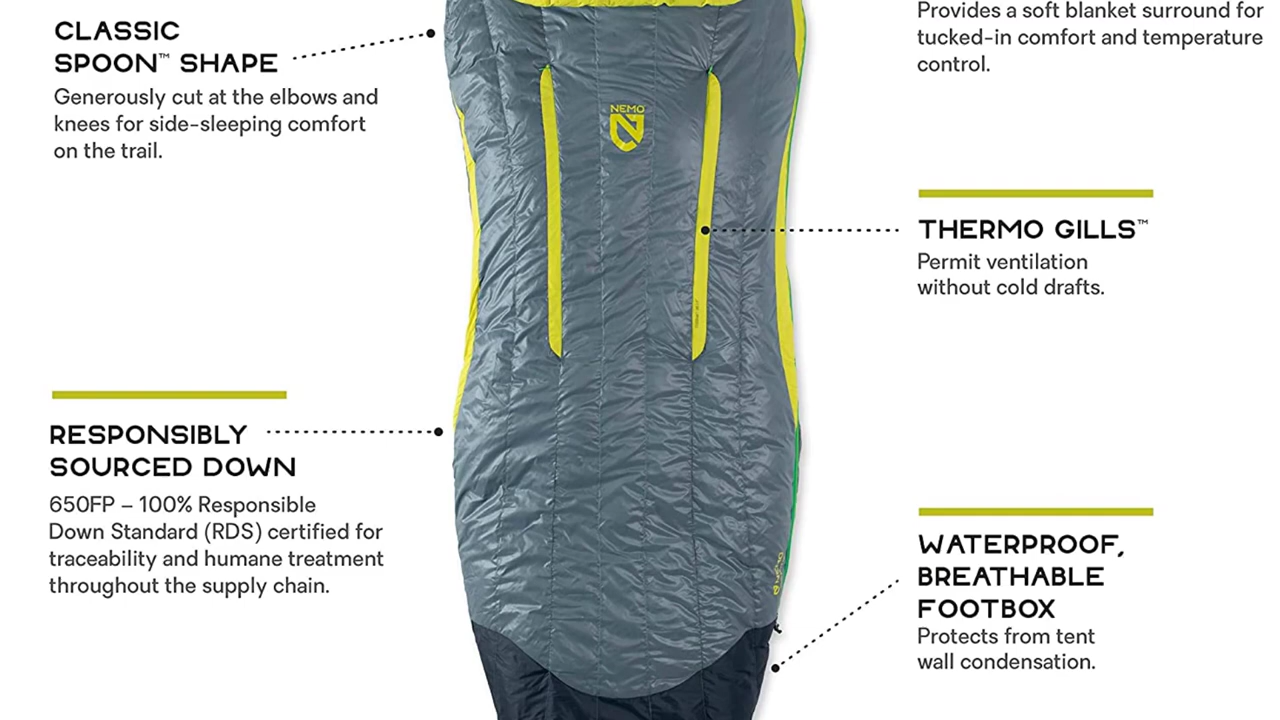 CLASSIC
SPOON™ SHAPE
Generously cut at the elbows and
knees for side-sleeping comfort
on the trail.
Provides a soft blanket surround for
tucked-in comfort and temperature
control.
NEMO
THERMO GILLS™
Permit ventilation
without cold drafts.
RESPONSIBLY
SOURCED DOWN
650FP – 100% Responsible
Down Standard (RDS) certified for
traceability and humane treatment
throughout the supply chain.
WATERPROOF,
BREATHABLE
FOOTBOX
Protects from tent
wall condensation.